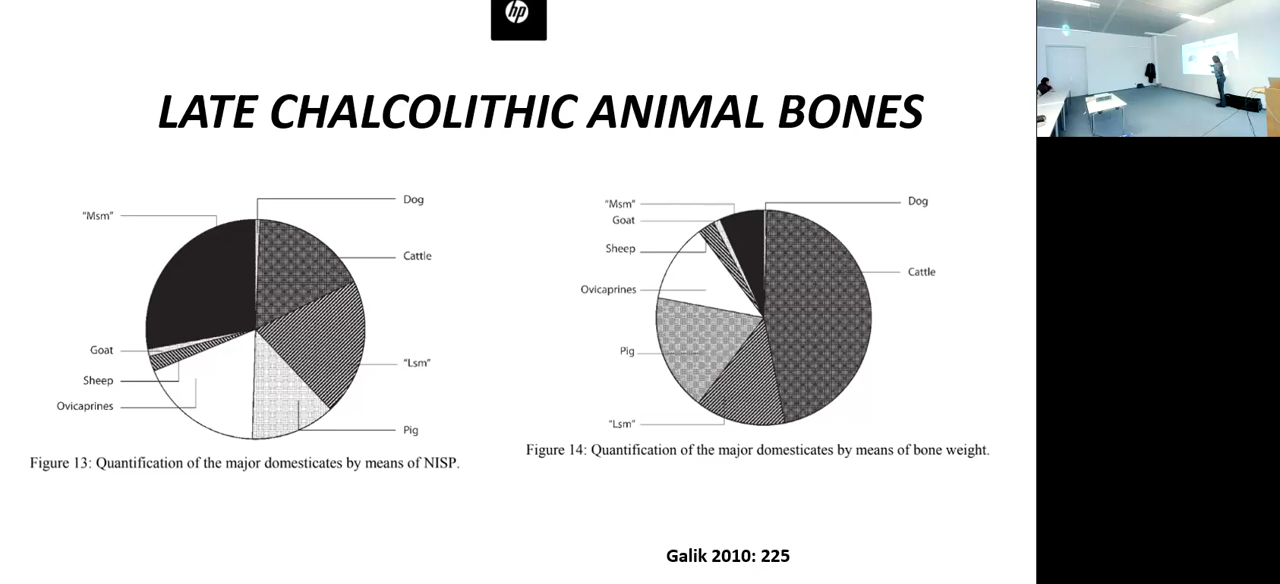 hp
LATE CHALCOLITHIC ANIMAL BONES
"Msm"
Dog
Cattle
"Lsm"
Pig
Ovicaprines
Sheep
Goat
Figure 13: Quantification of the major domesticates by means of NISP.
"Msm"
Goat
Sheep
Ovicaprines
Pig
"Lsm"
Dog
Cattle
Figure 14: Quantification of the major domesticates by means of bone weight.
Galik 2010: 225